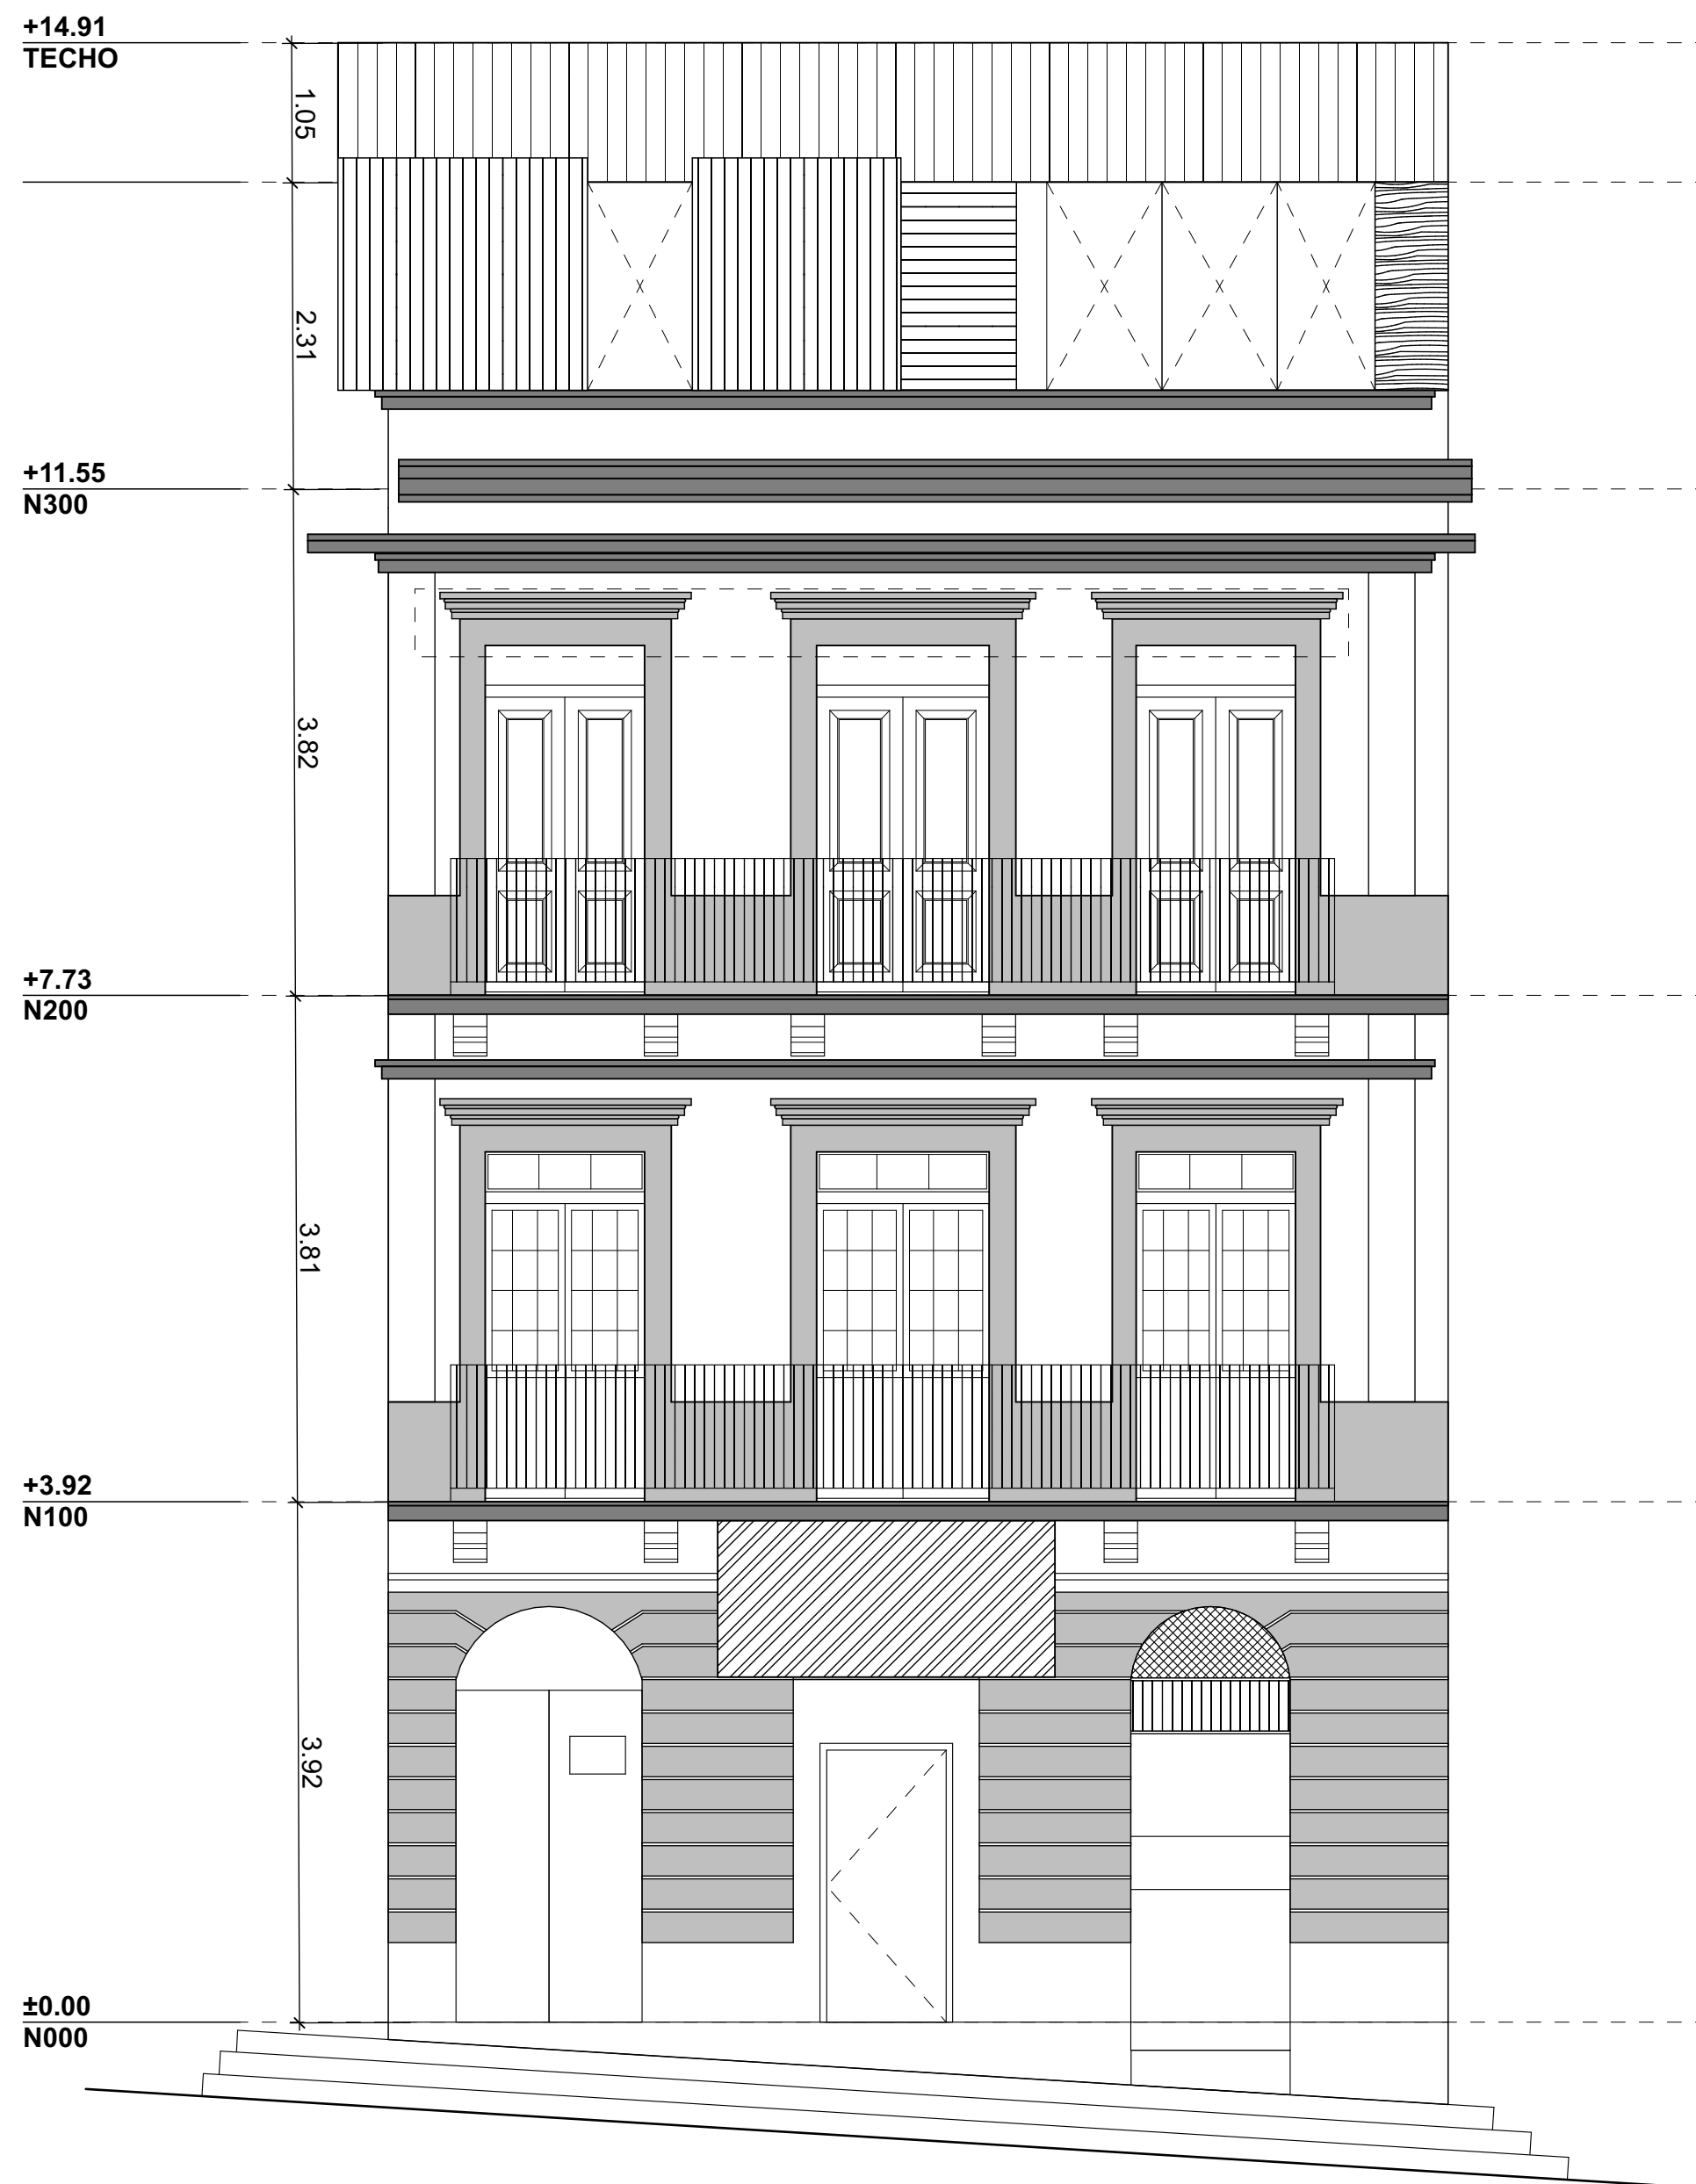 +14.91
TECHO
1.05
2.31
+11.55
N300
3.82
+7.73
N200
3.81
+3.92
N100
3.92
±0.00
N000